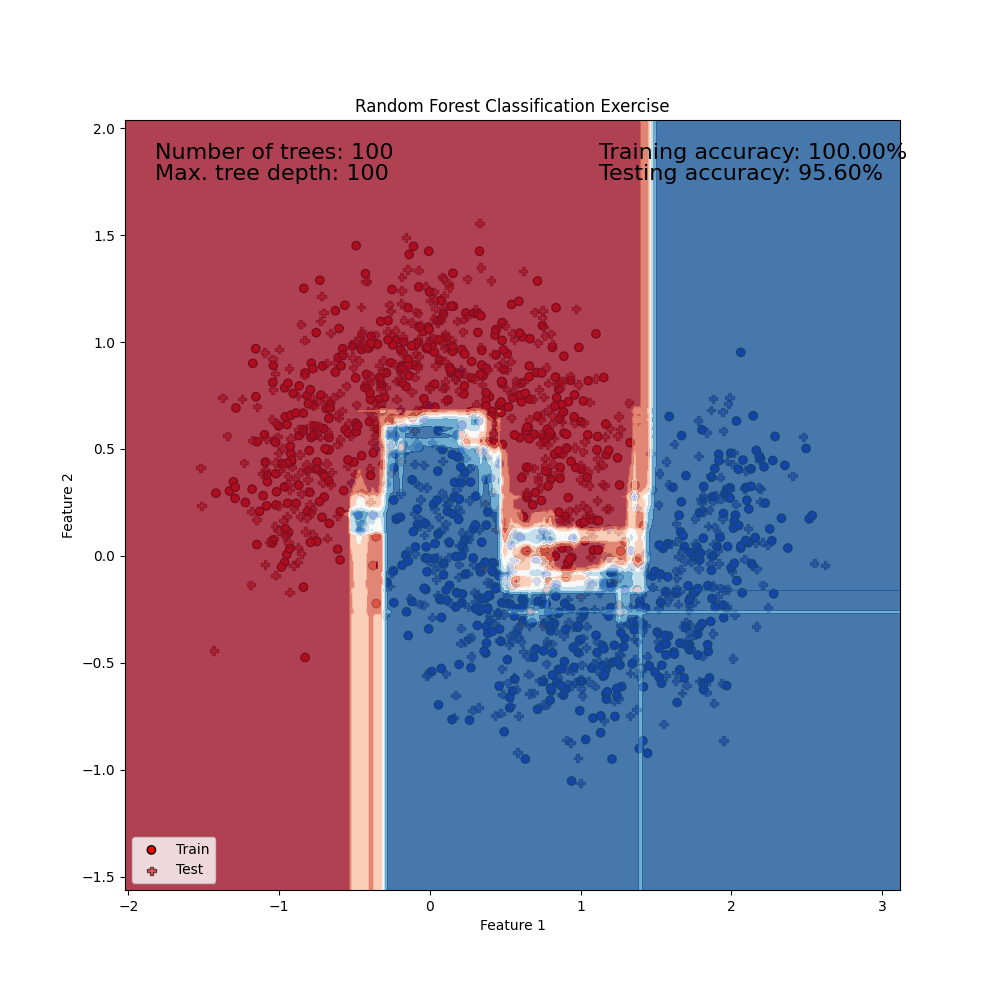 Random Forest Classification Exercise
Number of trees: 100
Max. tree depth: 100
Training accuracy: 100.00%
Testing accuracy: 95.60%
2.0
1.5
1.0
0.5
0.0
−0.5
−1.0
−1.5
Feature 2
Train
Test
−2
−1
0
1
2
3
Feature 1